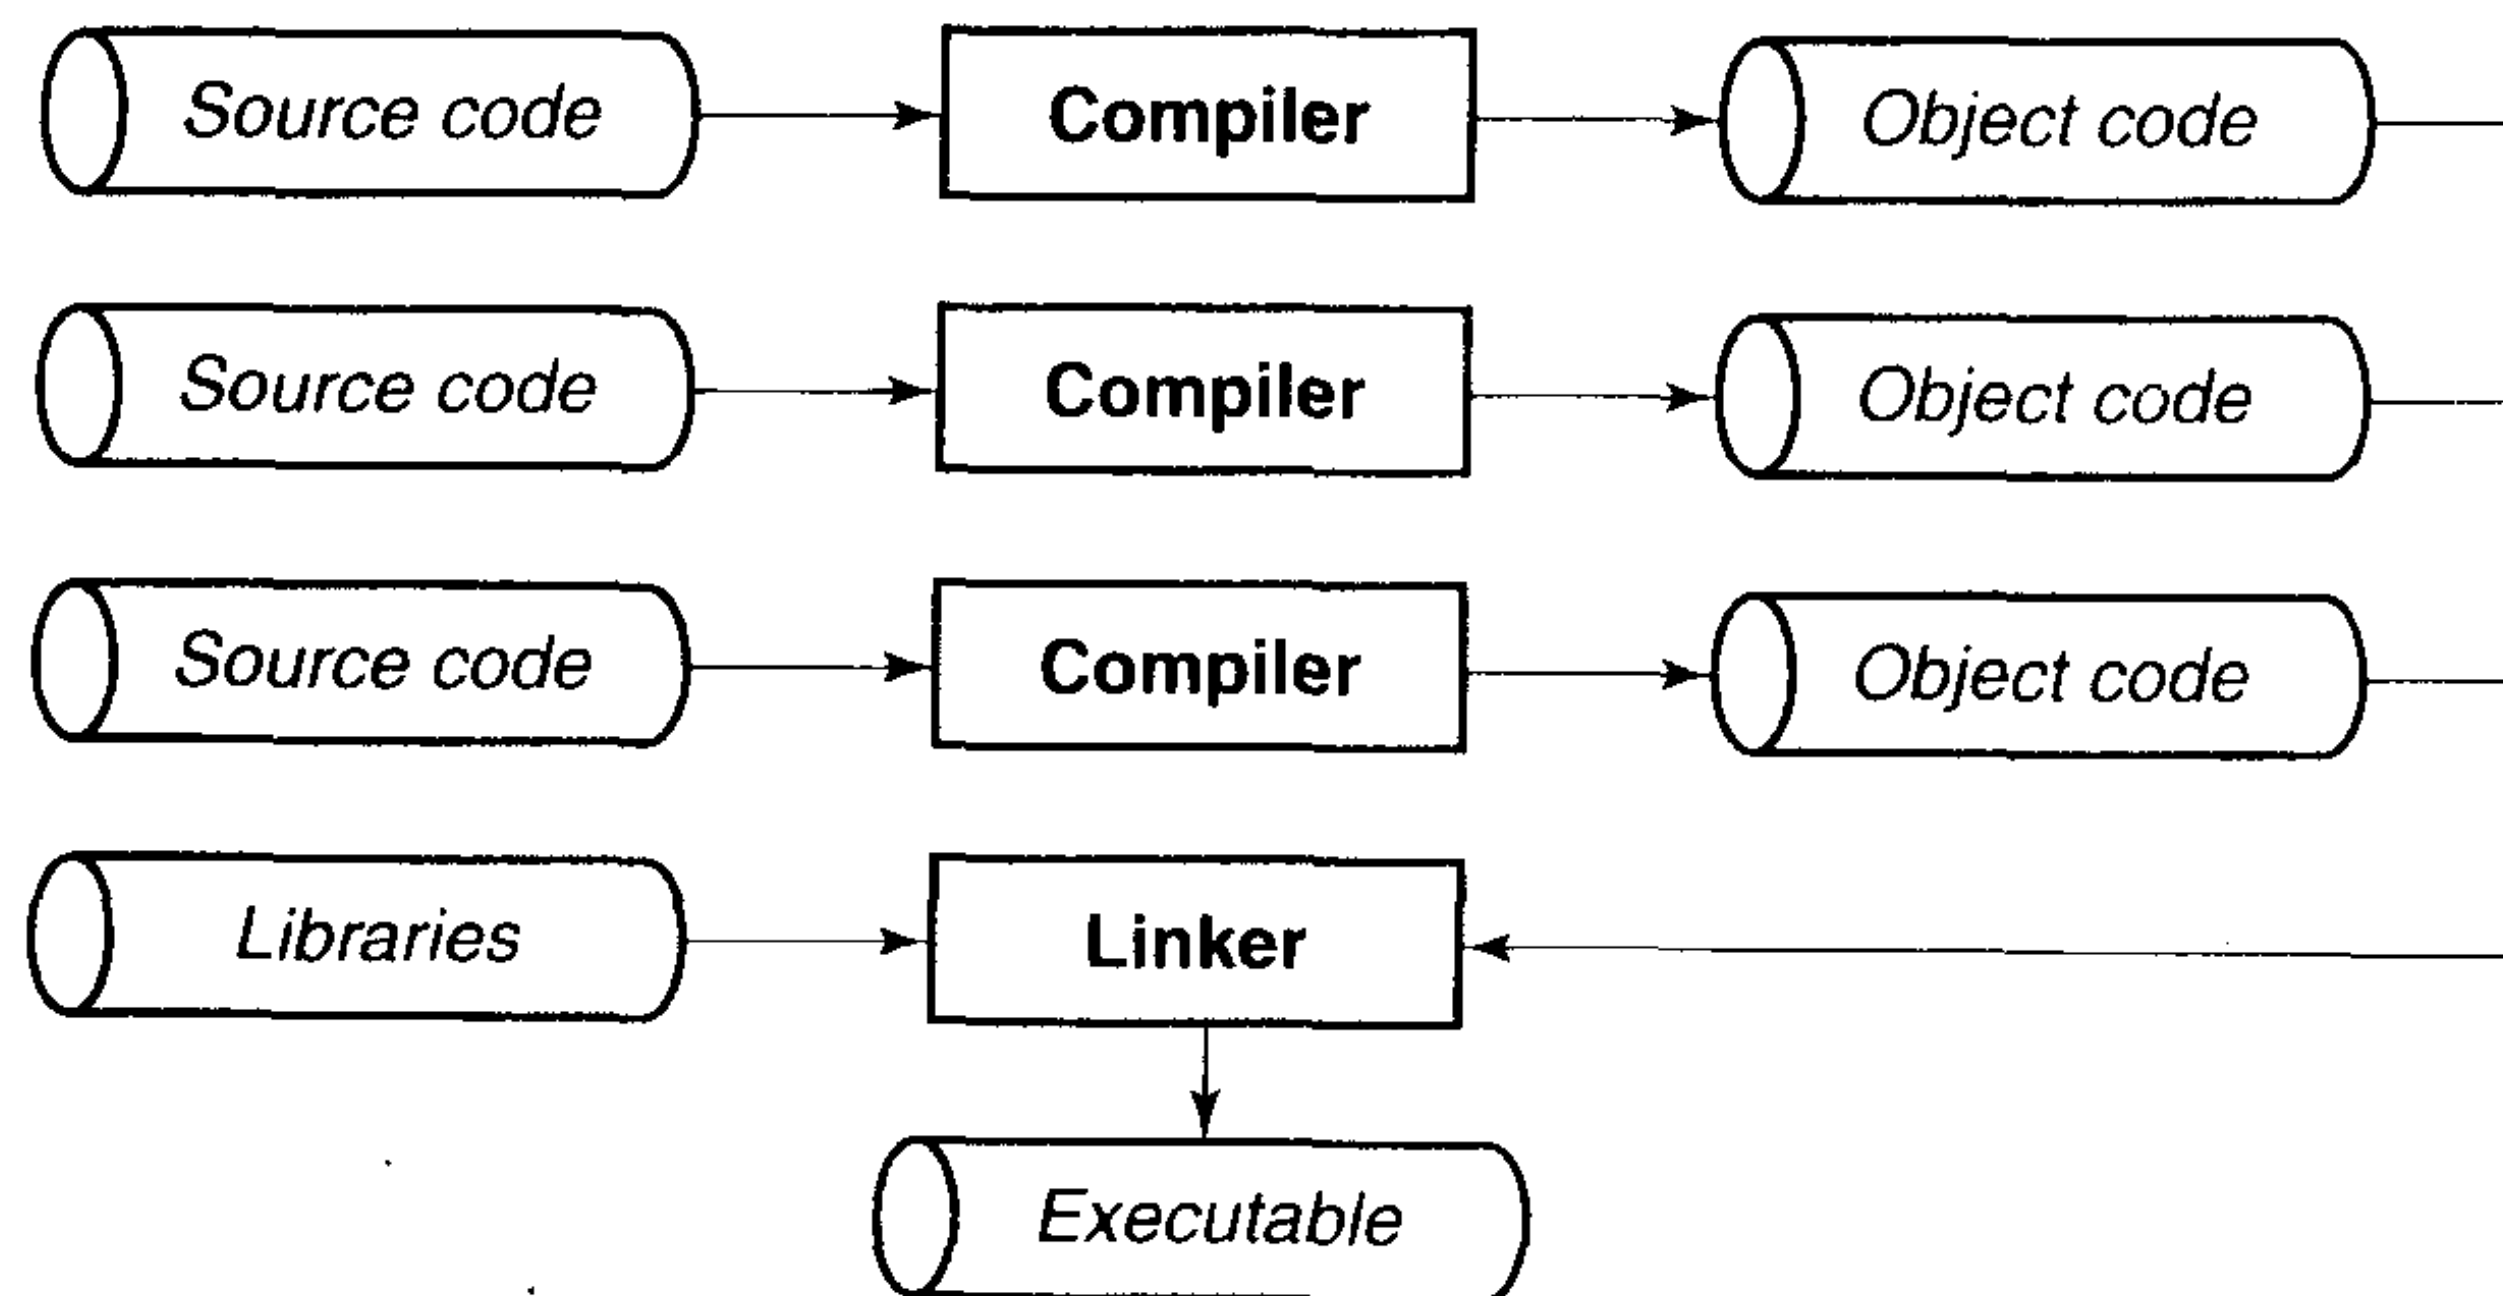 Source code
Compiler
Object code
Source code
Compiler
Object code
Source code
Compiler
Object code
Libraries
Linker
Executable